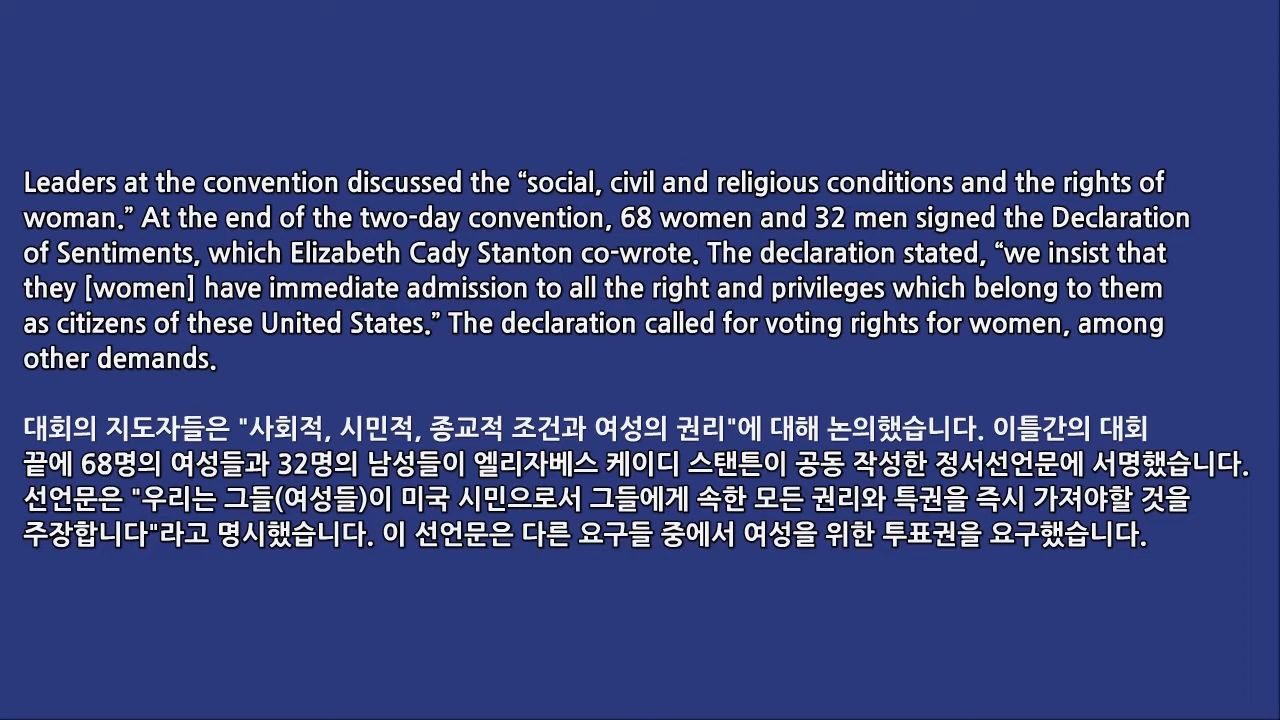 Leaders at the convention discussed the “social, civil and religious conditions and the rights of
woman.” At the end of the two-day convention, 68 women and 32 men signed the Declaration
of Sentiments, which Elizabeth Cady Stanton co-wrote. The declaration stated, “we insist that
they [women] have immediate admission to all the right and privileges which belong to them
as citizens of these United States.” The declaration called for voting rights for women, among
other demands.
대회의 지도자들은 "사회적, 시민적, 종교적 조건과 여성의 권리"에 대해 논의했습니다. 이틀간의 대회
끝에 68명의 여성들과 32명의 남성들이 엘리자베스 케이디 스탠튼이 공동 작성한 정서선언문에 서명했습니다.
선언문은 "우리는 그들(여성들)이 미국 시민으로서 그들에게 속한 모든 권리와 특권을 즉시 가져야할 것을
주장합니다"라고 명시했습니다. 이 선언문은 다른 요구들 중에서 여성을 위한 투표권을 요구했습니다.